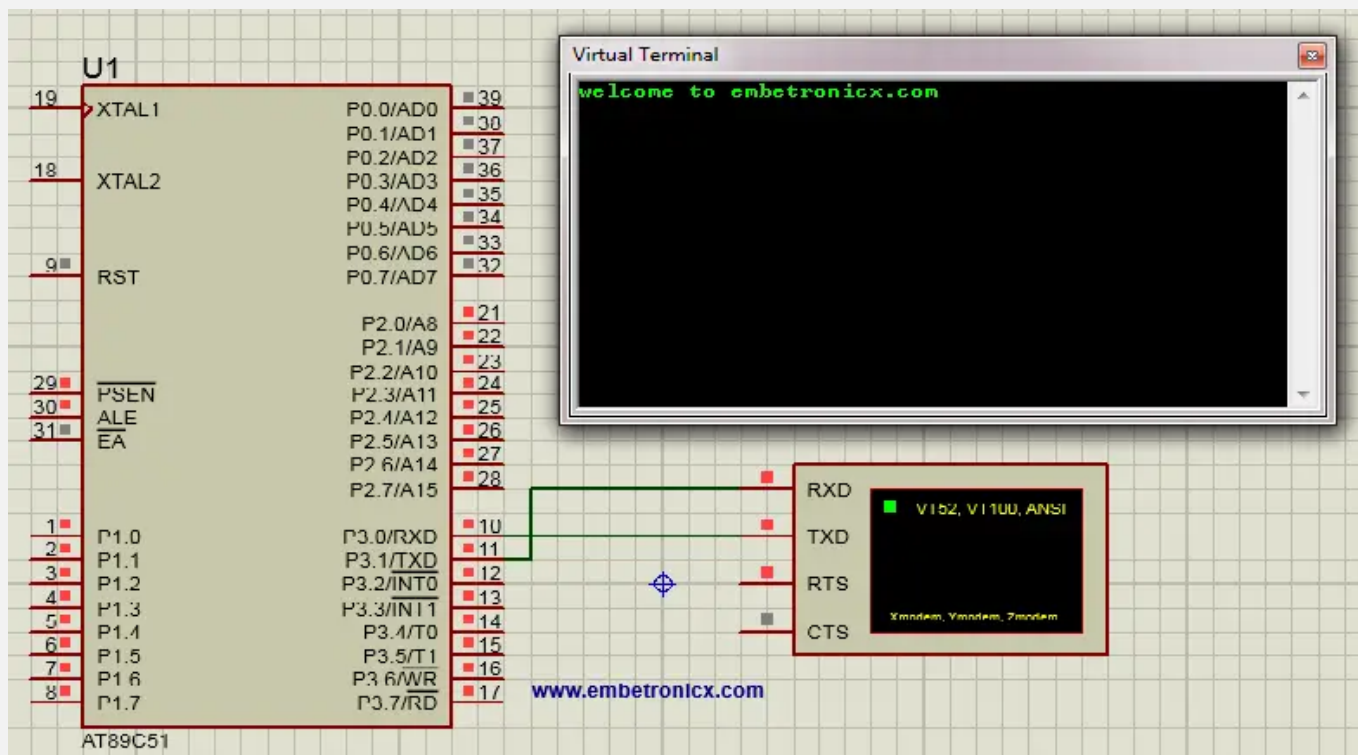 U1
Virtual Terminal
welcome to embetronicx.com
19
XTAL1
18
XTAL2
9
RST
29
PSEN
30
ALE
31
EA
1
P1.0
2
P1.1
3
P1.2
4
P1.3
5
P1.4
6
P1.5
7
P1.6
8
P1.7
P0.0/AD0
39
P0.1/AD1
38
P0.2/AD2
37
P0.3/AD3
36
P0.4/AD4
35
P0.5/AD5
34
P0.6/AD6
33
P0.7/AD7
32
P2.0/A8
21
P2.1/A9
22
P2.2/A10
23
P2.3/A11
24
P2.4/A12
25
P2.5/A13
26
P2.6/A14
27
P2.7/A15
28
P3.0/RXD
10
P3.1/TXD
11
P3.2/INT0
12
P3.3/INT1
13
P3.4/T0
14
P3.5/T1
15
P3.6/WR
16
P3.7/RD
17
AT89C51
RXD
TXD
RTS
CTS
VT52, VT100, ANSI
Xmodem, Ymodem, Zmodem
www.embetronicx.com